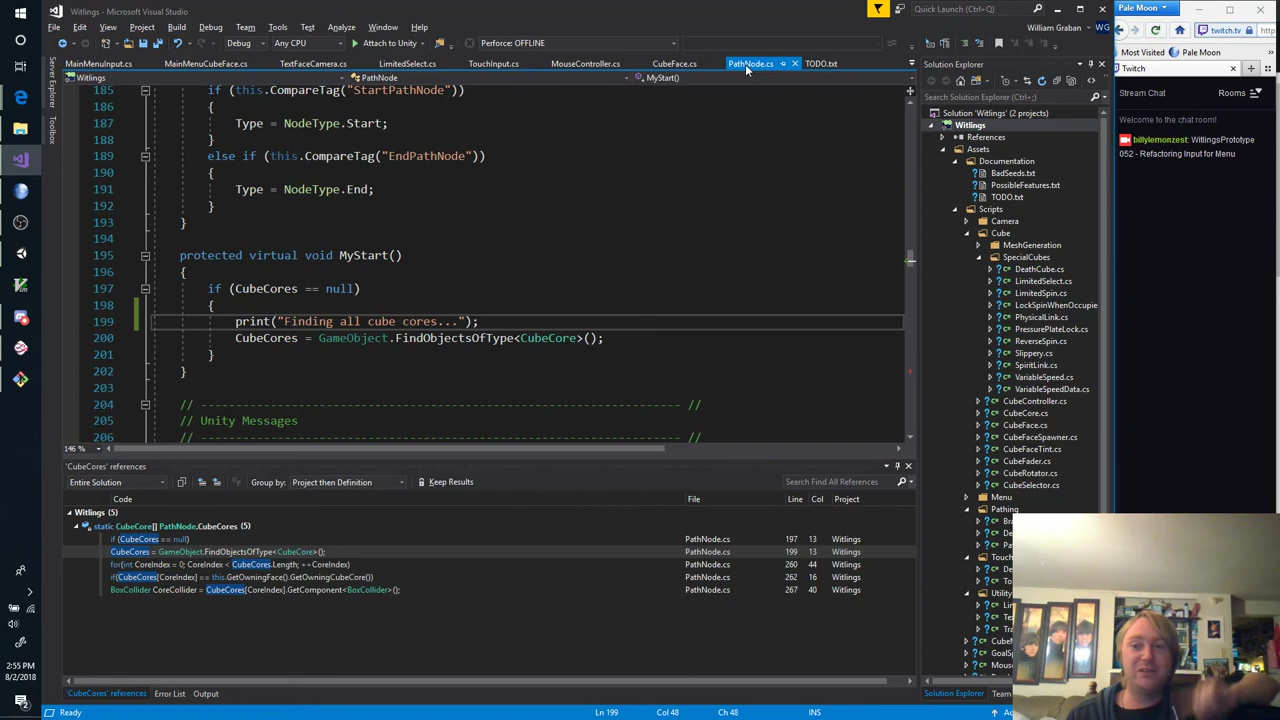 Witlings - Microsoft Visual Studio
Quick Launch (Ctrl+Q)
Pale Moon
File Edit View Project Build Debug Team Tools Test Analyze Window Help
William Graban WG
twitch.tv http
Debug Any CPU Attach to Unity Perforce: OFFLINE
Most Visited Pale Moon
MainMenuInput.cs MainMenuCubeFace.cs TextFaceCamera.cs LimitedSelect.cs TouchInput.cs MouseController.cs CubeFace.cs PathNode.cs TODO.txt
Solution Explorer
Twitch
Witlings PathNode MyStart()
Server Explorer
Toolbox
Search Solution Explorer (Ctrl+;)
Stream Chat Rooms
Welcome to the chat room!
billylemonzest: WitlingsPrototype
052 - Refactoring Input for Menu
185 if (this.CompareTag("StartPathNode"))
186 {
187 Type = NodeType.Start;
188 }
189 else if (this.CompareTag("EndPathNode"))
190 {
191 Type = NodeType.End;
192 }
193 }
194
195 protected virtual void MyStart()
196 {
197 if (CubeCores == null)
198 {
199 print("Finding all cube cores...");
200 CubeCores = GameObject.FindObjectsOfType<CubeCore>();
201 }
202 }
203
204 // ---------------------------------------------------------------------- //
205 // Unity Messages
206 // ---------------------------------------------------------------------- //
146 %
Solution 'Witlings' (2 projects)
Witlings
References
Assets
Documentation
BadSeeds.txt
PossibleFeatures.txt
TODO.txt
Scripts
Camera
Cube
MeshGeneration
SpecialCubes
DeathCube.cs
LimitedSelect.cs
LimitedSpin.cs
LockSpinWhenOccupie
PhysicalLink.cs
PressurePlateLock.cs
ReverseSpin.cs
Slippery.cs
SpiritLink.cs
VariableSpeed.cs
VariableSpeedData.cs
CubeController.cs
CubeCore.cs
CubeFace.cs
CubeFaceSpawner.cs
CubeFaceTint.cs
CubeFader.cs
CubeRotator.cs
CubeSelector.cs
Menu
Pathing
'CubeCores' references
Entire Solution Group by: Project then Definition Keep Results Search Find All References
Code File Line Col Project
Witlings (5)
static CubeCore[] PathNode.CubeCores (5)
if (CubeCores == null) PathNode.cs 197 13 Witlings
CubeCores = GameObject.FindObjectsOfType<CubeCore>(); PathNode.cs 199 13 Witlings
for(int CoreIndex = 0; CoreIndex < CubeCores.Length; ++CoreIndex) PathNode.cs 260 44 Witlings
if(CubeCores[CoreIndex] == this.GetOwningFace().GetOwningCubeCore()) PathNode.cs 262 16 Witlings
BoxCollider CoreCollider = CubeCores[CoreIndex].GetComponent<BoxCollider>(); PathNode.cs 267 40 Witlings
'CubeCores' references Error List Output
Solution Explorer Team
Ready Ln 199 Col 48 Ch 48 INS
2:55 PM
8/2/2018
2